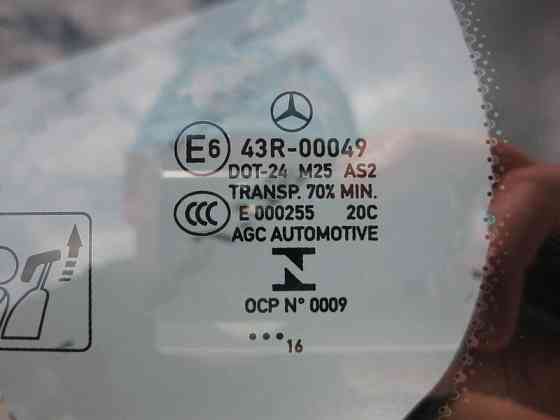 E6 43R-00049
DOT-24 M25 AS2
TRANSP. 70% MIN.
CCC E 000255 20C
AGC AUTOMOTIVE
N
OCP N° 0009
•••16